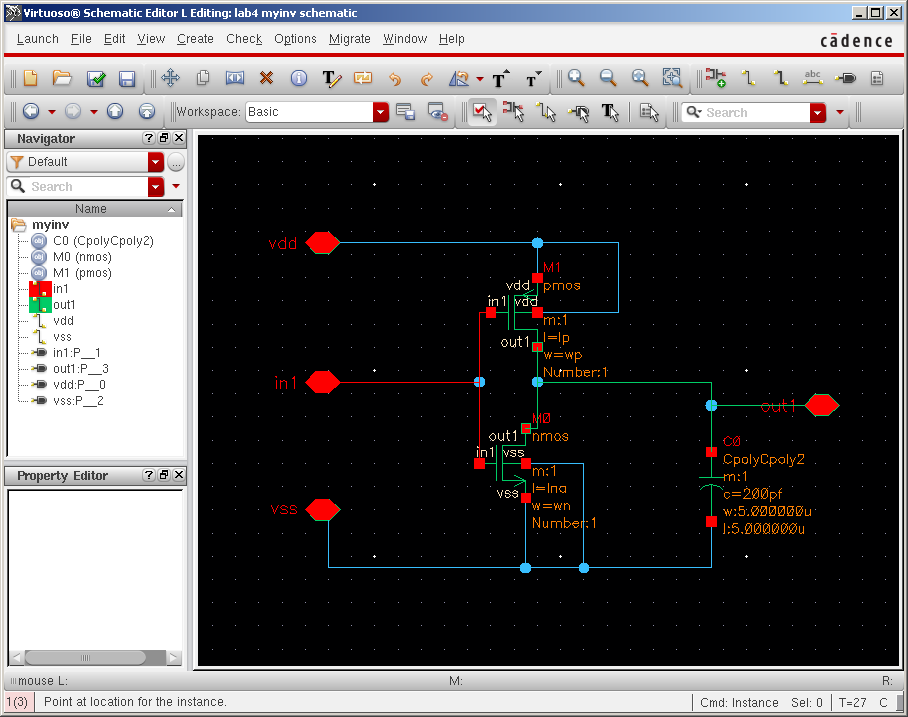 Virtuoso® Schematic Editor L Editing: lab4 myinv schematic
Launch File Edit View Create Check Options Migrate Window Help
cādence
Workspace: Basic
Search
Navigator
Default
Search
Name
myinv
C0 (CpolyCpoly2)
M0 (nmos)
M1 (pmos)
in1
out1
vdd
vss
in1:P__1
out1:P__3
vdd:P__0
vss:P__2
Property Editor
vdd
M1
vdd
pmos
in1 vdd
m:1
out1
l=lp
w=wp
Number:1
in1
out1
M0
out1
nmos
in1 vss
m:1
vss
w=wn
Number:1
C0
CpolyCpoly2
m:1
c=200pf
w:5.000000u
l:5.000000u
vss
mouse L: M: R:
1(3) Point at location for the instance. Cmd: Instance Sel: 0 T=27 C